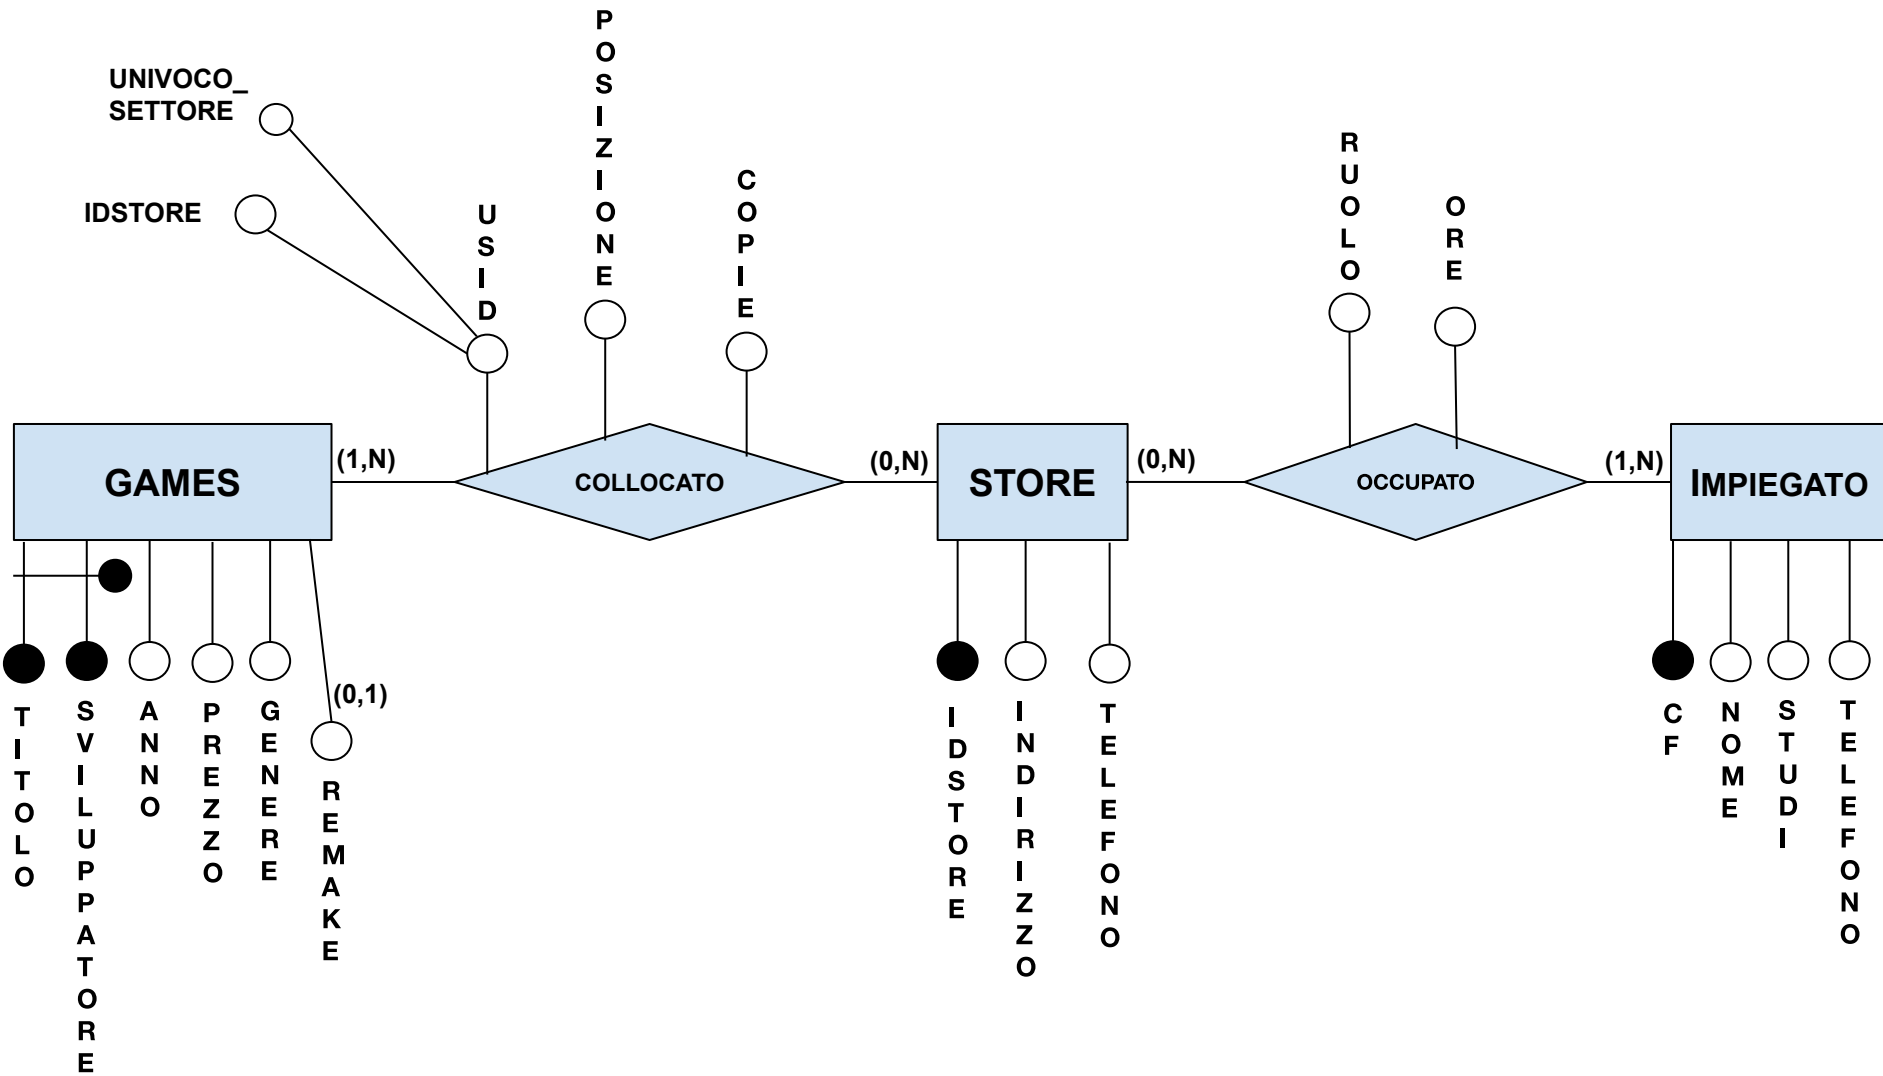 UNIVOCO_
SETTORE
IDSTORE
USID
POSIZIONE
COPIE
RUOLO
ORE
GAMES
(1,N)
COLLOCATO
(0,N)
STORE
(0,N)
OCCUPATO
(1,N)
IMPIEGATO
(0,1)
TITOLO
SVILUPPATORE
ANNO
PREZZO
GENERE
REMAKE
IDSTORE
INDIRIZZO
TELEFONO
CF
NOME
STUDI
TELEFONO